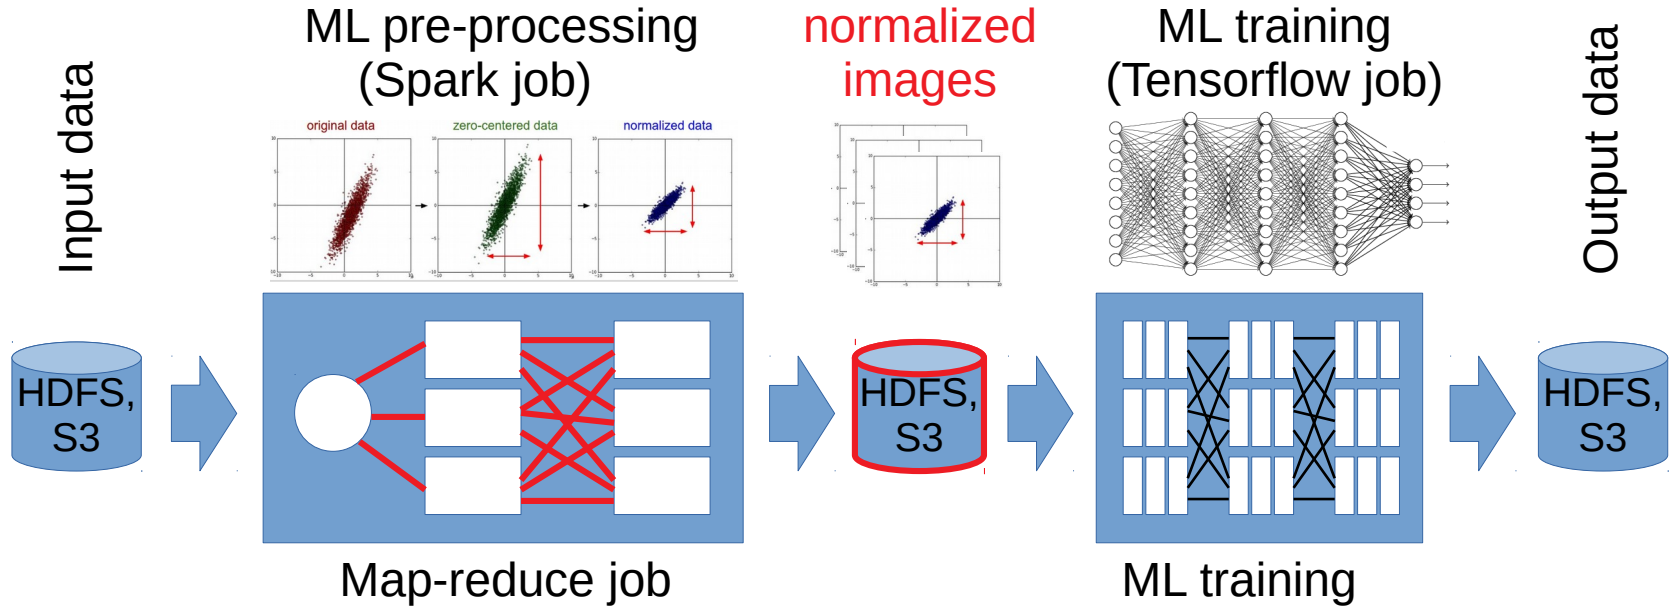 Input data
ML pre-processing
(Spark job)
normalized
images
ML training
(Tensorflow job)
Output data
original data
zero-centered data
normalized data
HDFS,
S3
HDFS,
S3
HDFS,
S3
Map-reduce job
ML training